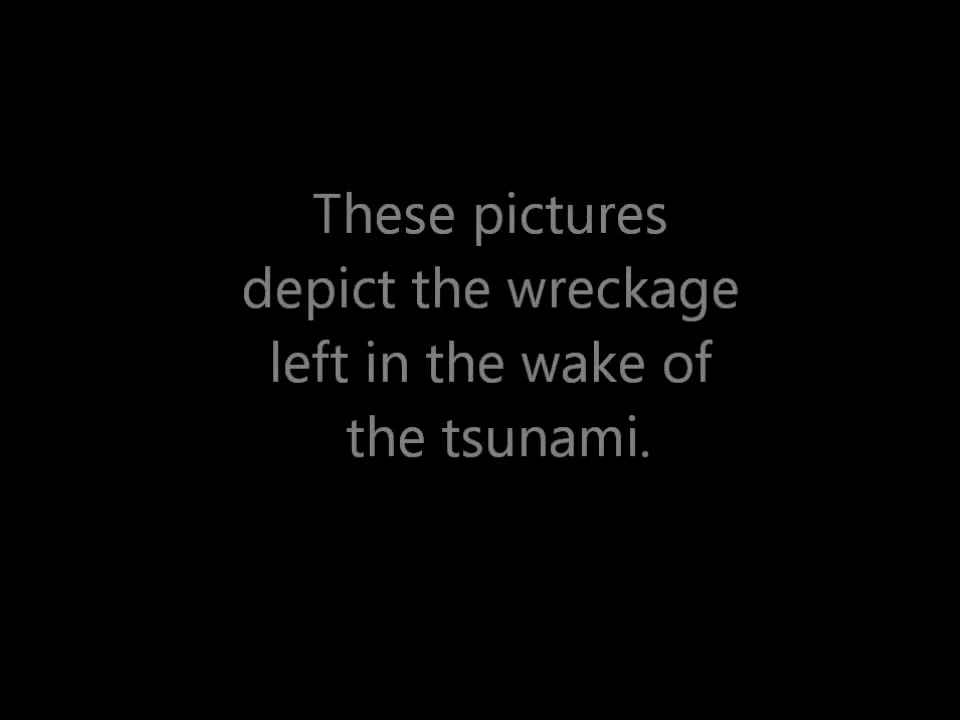 These pictures
depict the wreckage
left in the wake of
the tsunami.